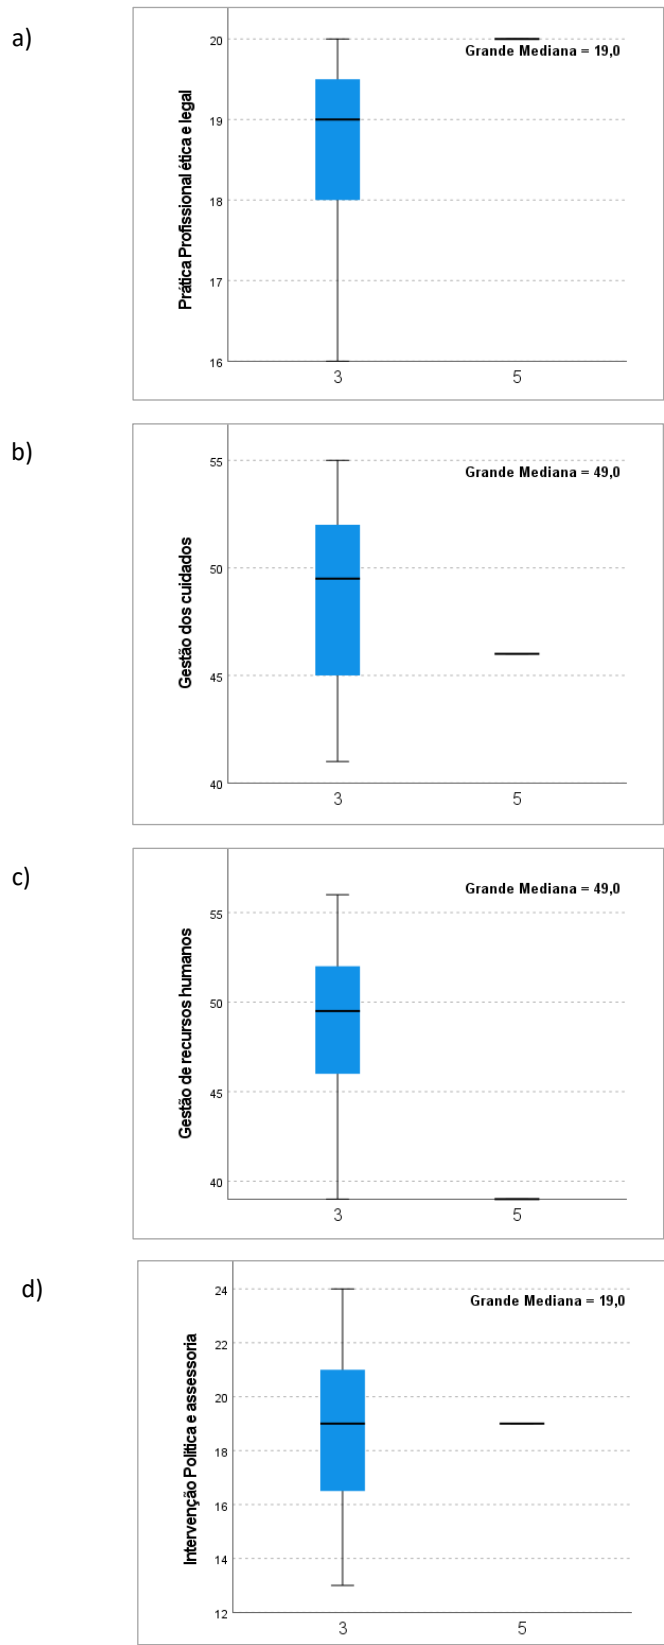 a)
Prática Profissional ética e legal
20
19
18
17
16
Grande Mediana = 19,0
3
5
b)
Gestão dos cuidados
55
50
45
40
Grande Mediana = 49,0
3
5
c)
Gestão de recursos humanos
55
50
45
40
Grande Mediana = 49,0
3
5
d)
Intervenção Politica e assessoria
24
22
20
18
16
14
12
Grande Mediana = 19,0
3
5